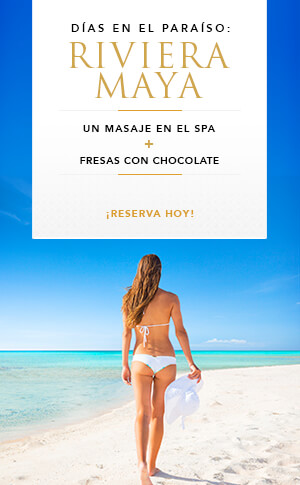 DÍAS EN EL PARAÍSO:
RIVIERA
MAYA
UN MASAJE EN EL SPA
+
FRESAS CON CHOCOLATE
¡RESERVA HOY!